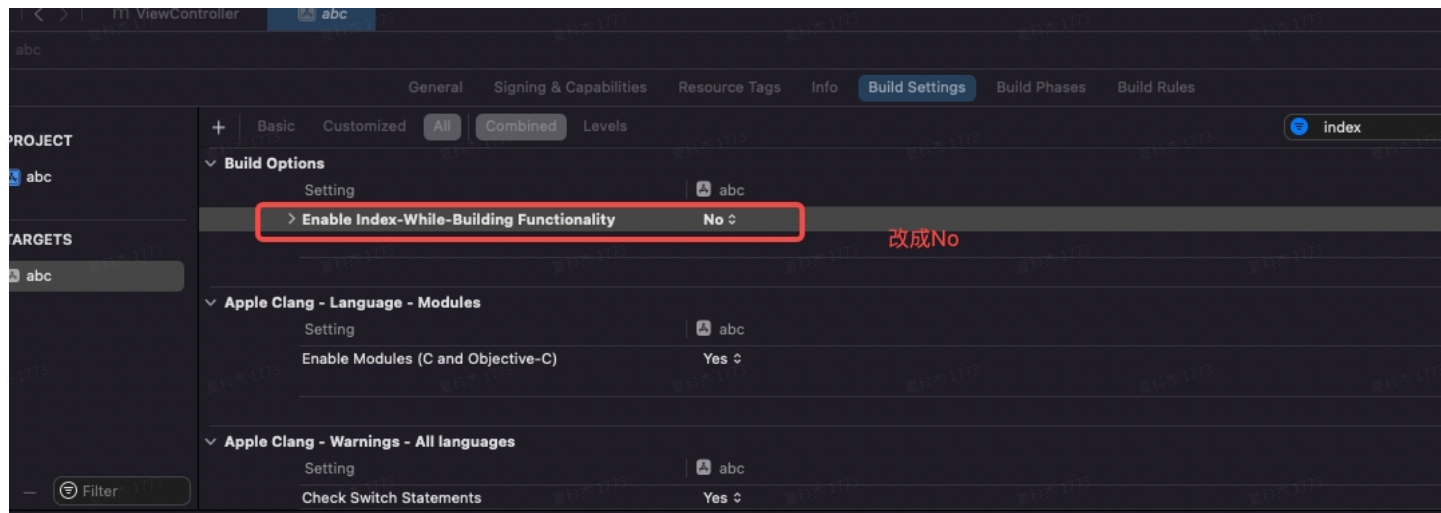 ViewController
abc
abc
General Signing & Capabilities Resource Tags Info Build Settings Build Phases Build Rules
+ Basic Customized All Combined Levels index
PROJECT
abc
TARGETS
abc
Build Options
Setting abc
Enable Index-While-Building Functionality No
改成No
Apple Clang - Language - Modules
Setting abc
Enable Modules (C and Objective-C) Yes
Apple Clang - Warnings - All languages
Setting abc
Check Switch Statements Yes
Filter